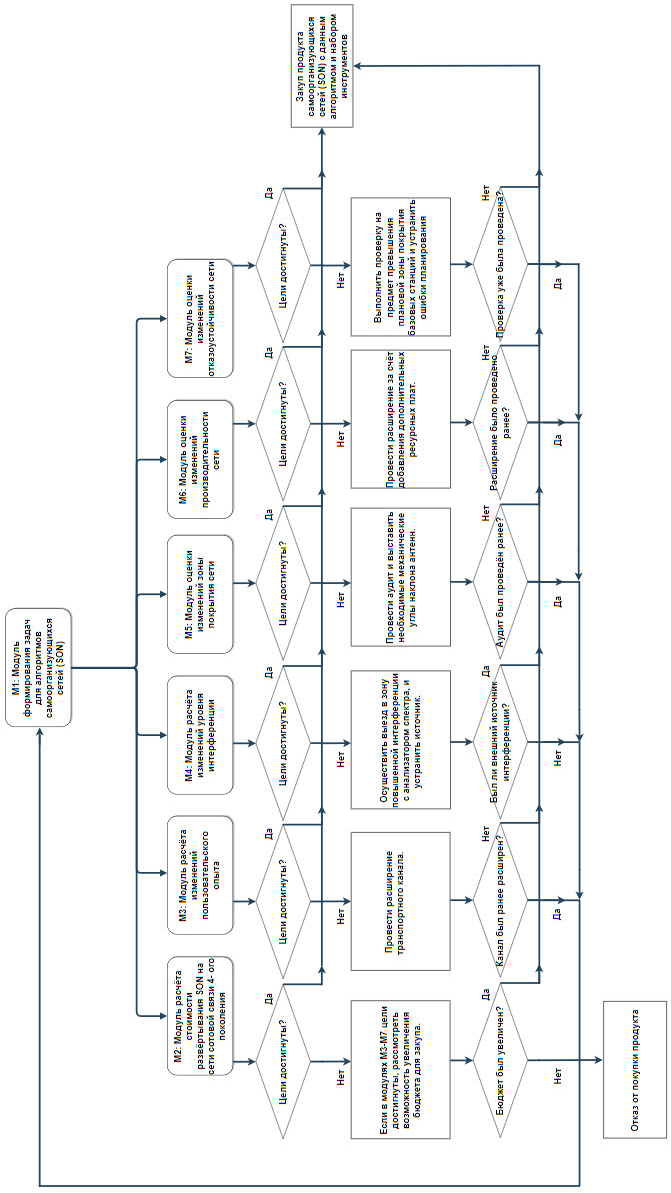 М1: Модуль
формирования задач
для алгоритмов
самоорганизующихся
сетей (SON)
М2: Модуль расчёта
стоимости
развёртывания SON на
сети сотовой связи 4- ого
поколения
М3: Модуль расчёта
изменений
пользовательского
опыта
М4: Модуль расчёта
изменений уровня
интерференции
М5: Модуль оценки
изменений зоны
покрытия сети
М6: Модуль оценки
изменений
производительности
сети
М7: Модуль оценки
изменений
отказоустойчивости сети
Да
Да
Да
Да
Да
Да
Цели достигнуты?
Цели достигнуты?
Цели достигнуты?
Цели достигнуты?
Цели достигнуты?
Цели достигнуты?
Закуп продукта
самоорганизующихся
сетей (SON) с данным
алгоритмом и набором
инструментов
Нет
Нет
Нет
Нет
Нет
Нет
Если в модулях М3-М7 цели
достигнуты, рассмотреть
возможность увеличения
бюджета для закупа.
Провести расширение
транспортного канала.
Осуществить выезд в зону
повышенной интерференции
с анализатором спектра, и
устранить источник.
Провести аудит и выставить
необходимые механические
углы наклона антенн.
Провести расширение за счёт
добавления дополнительных
ресурсных плат.
Выполнить проверку на
предмет превышения
плановой зоны покрытия
базовых станций и устранить
ошибки планирования
Да
Нет
Да
Нет
Нет
Нет
Бюджет был увеличен?
Канал был ранее расширен?
Был ли внешний источник
интерференции?
Аудит был проведён ранее?
Расширение было проведено
ранее?
Проверка уже была проведена?
Нет
Да
Нет
Да
Да
Да
Отказ от покупки продукта